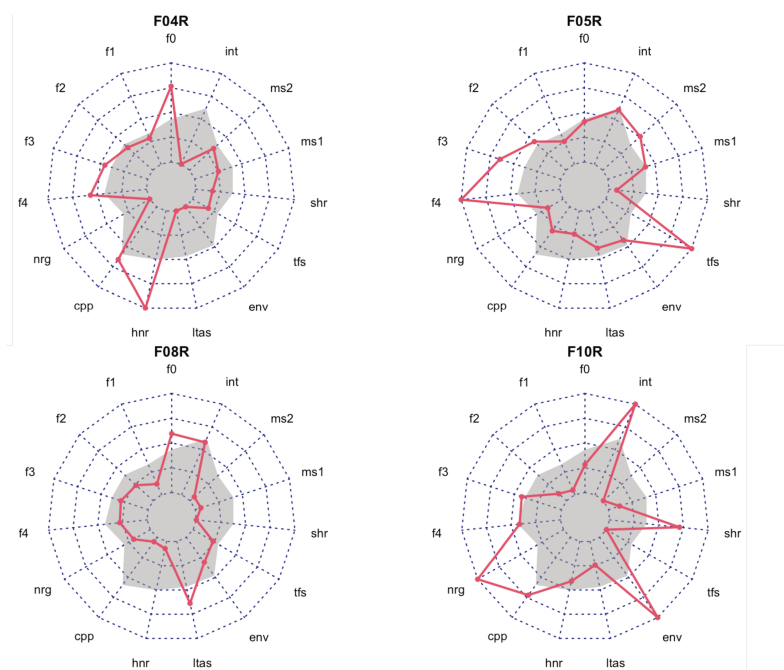 F04R
f0
f1
int
f2
ms2
f3
ms1
f4
shr
nrg
tfs
cpp
env
hnr
ltas
F05R
f0
f1
int
f2
ms2
f3
ms1
f4
shr
nrg
tfs
cpp
env
hnr
ltas
F08R
f0
f1
int
f2
ms2
f3
ms1
f4
shr
nrg
tfs
cpp
env
hnr
ltas
F10R
f0
f1
int
f2
ms2
f3
ms1
f4
shr
nrg
tfs
cpp
env
hnr
ltas